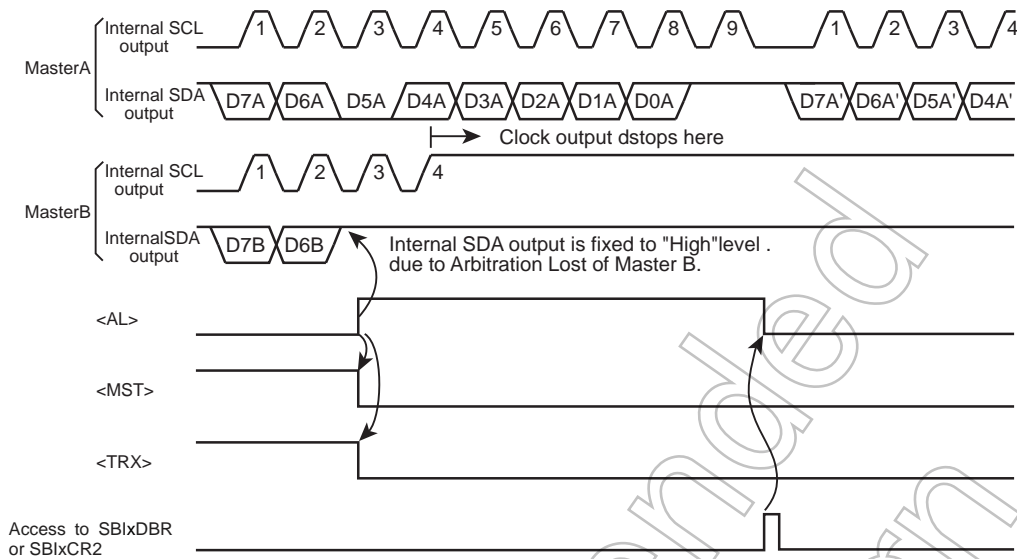 Internal SCL output 1 2 3 4 5 6 7 8 9 1 2 3 4
MasterA
Internal SDA output D7A D6A D5A D4A D3A D2A D1A D0A D7A' D6A' D5A' D4A'
Clock output dstops here
Internal SCL output 1 2 3 4
MasterB
InternalSDA output D7B D6B
Internal SDA output is fixed to "High"level .
due to Arbitration Lost of Master B.
<AL>
<MST>
<TRX>
Access to SBIxDBR
or SBIxCR2